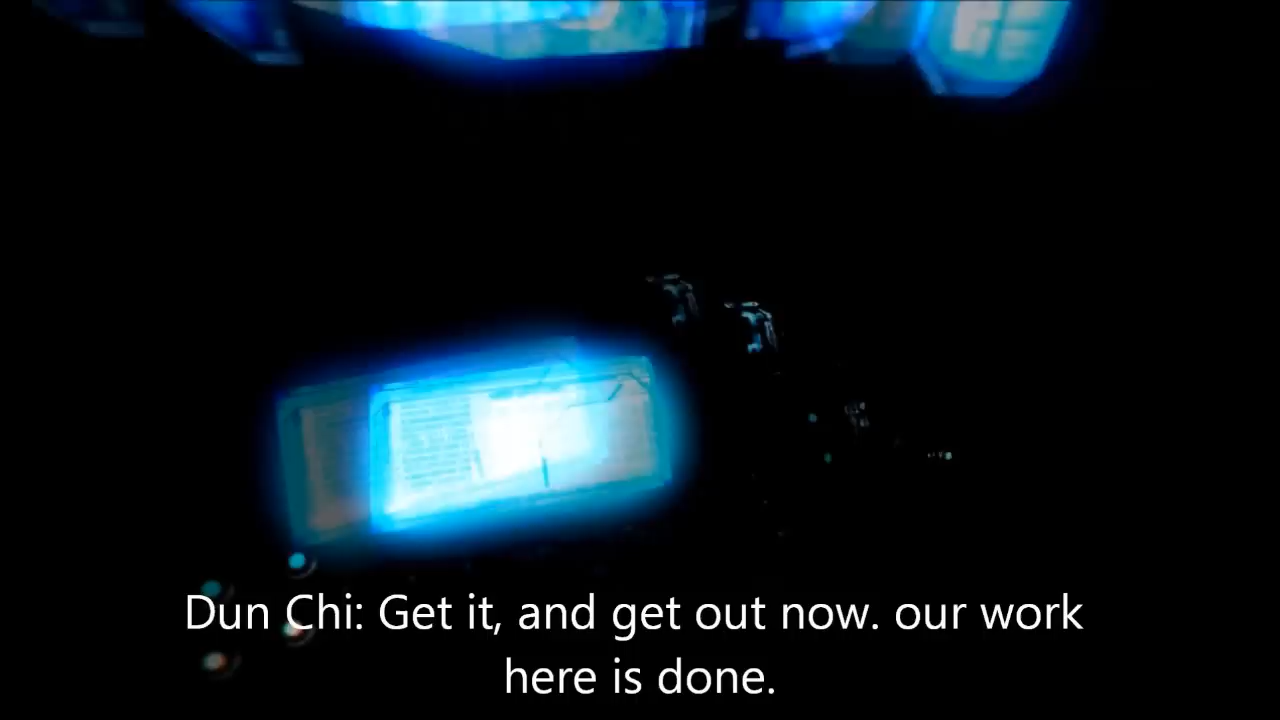 Dun Chi: Get it, and get out now. our work
here is done.